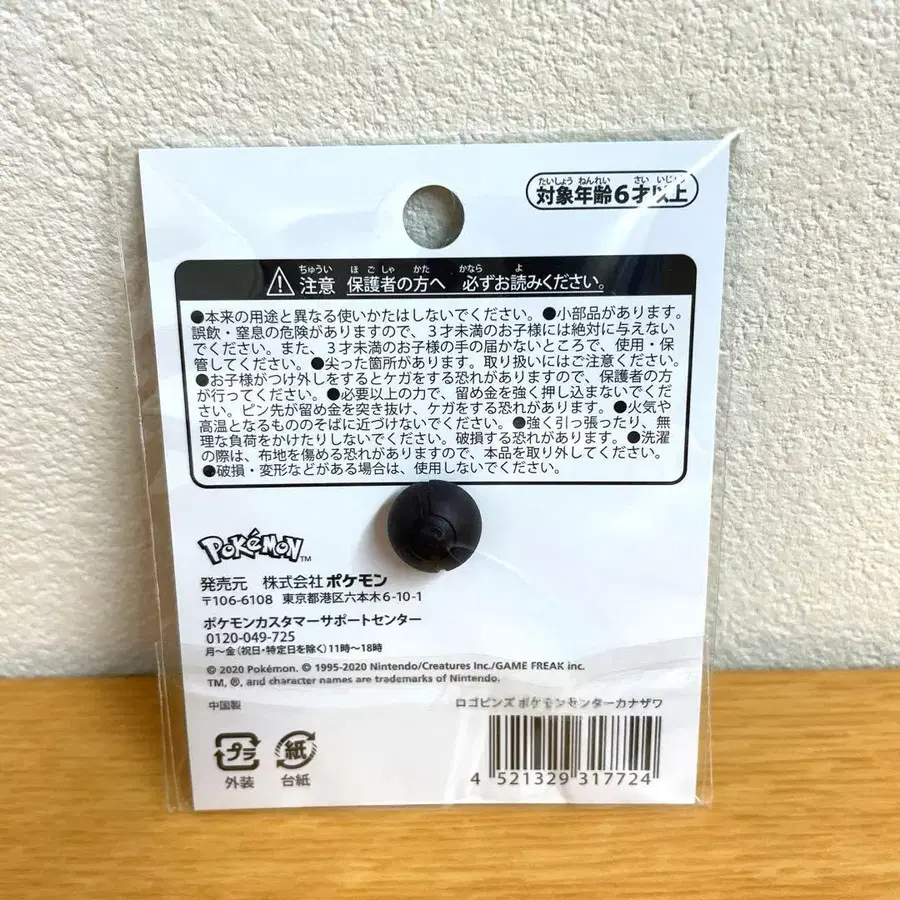 たいしょう ねんれい さい いじょう
対象年齢6才以上
ちゅうい ほごしゃ かた かなら よ
注意 保護者の方へ 必ずお読みください。
●本来の用途と異なる使いかたはしないでください。●小部品があります。
誤飲・窒息の危険がありますので、3才未満のお子様には絶対に与えない
でください。また、3才未満のお子様の手の届かないところで、使用・保
管してください。●尖った箇所があります。取り扱いにはご注意ください。
●お子様がつけ外しをするとケガをする恐れがありますので、保護者の方
が行ってください。●必要以上の力で、留め金を強く押し込まないでくだ
さい。ピン先が留め金を突き抜け、ケガをする恐れがあります。●火気や
高温となるもののそばに近づけないでください。●強く引っ張ったり、無
理な負荷をかけたりしないでください。破損する恐れがあります。●洗濯
の際は、布地を傷める恐れがありますので、本品を取り外してください。
●破損・変形などがある場合は、使用しないでください。
POKéMON™
発売元 株式会社ポケモン
〒106-6108 東京都港区六本木6-10-1
ポケモンカスタマーサポートセンター
0120-049-725
月～金(祝日・特定日を除く)11時～18時
© 2020 Pokémon. © 1995-2020 Nintendo/Creatures Inc./GAME FREAK inc.
TM, ®, and character names are trademarks of Nintendo.
中国製
ロゴピンズ ポケモンセンターカナザワ
プラ 紙
外装 台紙
4 521329 317724